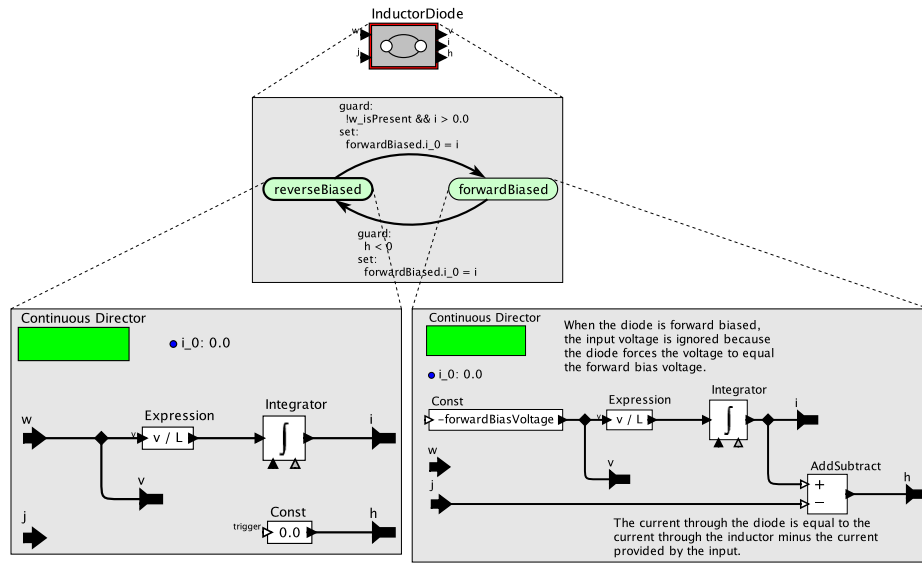 InductorDiode
w
v
i
j
h
guard:
!w_isPresent && i > 0.0
set:
forwardBiased.i_0 = i
reverseBiased
forwardBiased
guard:
h < 0
set:
forwardBiased.i_0 = i
Continuous Director
i_0: 0.0
w
Expression
v
v / L
Integrator
∫
i
v
j
Const
trigger
0.0
h
Continuous Director
When the diode is forward biased,
the input voltage is ignored because
the diode forces the voltage to equal
the forward bias voltage.
i_0: 0.0
Const
-forwardBiasVoltage
Expression
v
v / L
Integrator
∫
i
w
v
j
AddSubtract
+
−
h
The current through the diode is equal to the
current through the inductor minus the current
provided by the input.